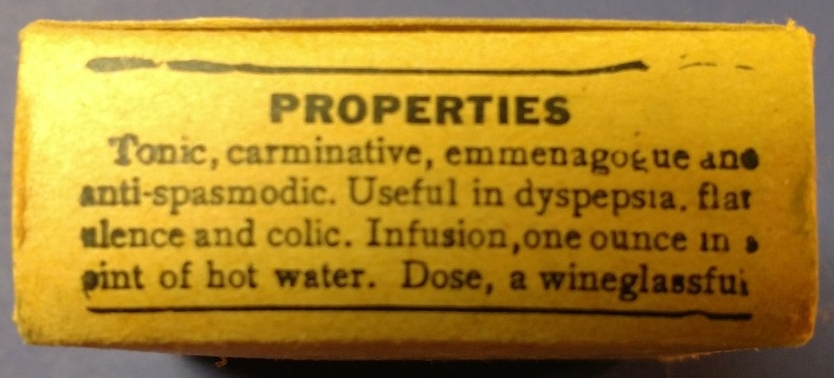 PROPERTIES
Tonic, carminative, emmenagogue and
anti-spasmodic. Useful in dyspepsia. flat
ulence and colic. Infusion, one ounce in a
pint of hot water. Dose, a wineglassful